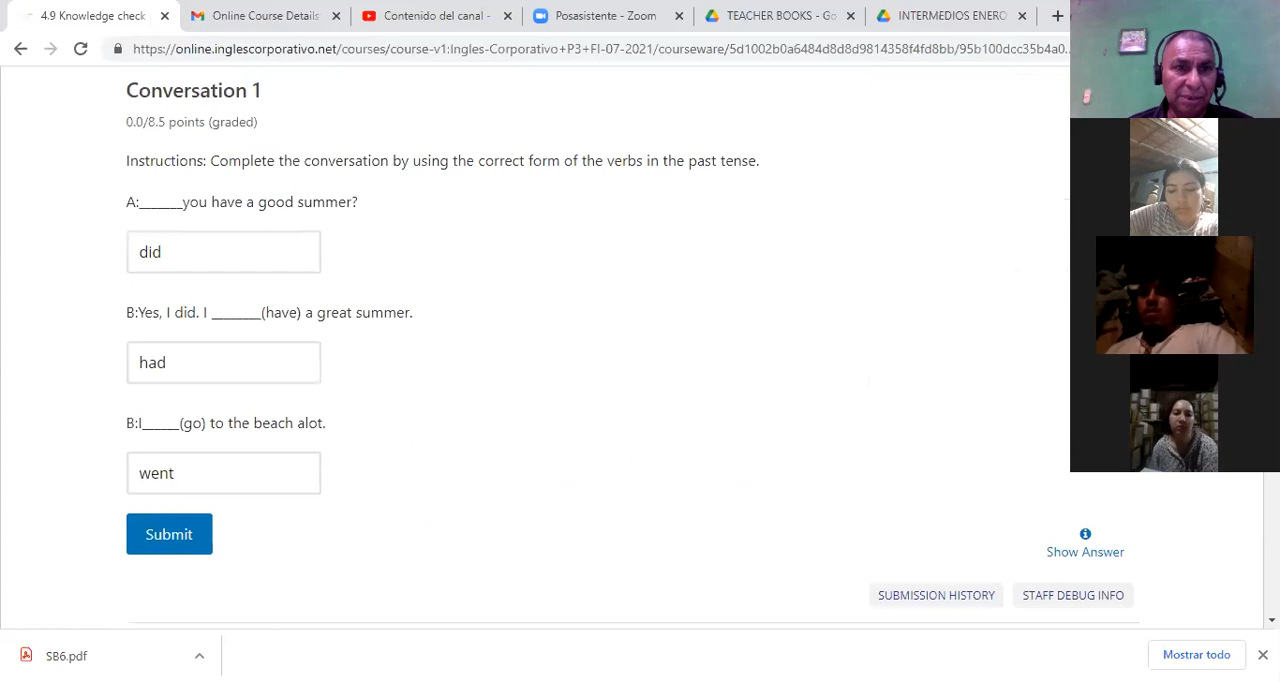 4.9 Knowledge check
Online Course Details
Contenido del canal -
Posasistente - Zoom
TEACHER BOOKS - Go
INTERMEDIOS ENERO
https://online.inglescorporativo.net/courses/course-v1:Ingles-Corporativo+P3+FI-07-2021/courseware/5d1002b0a6484d8d8d9814358f4fd8bb/95b100dcc35b4a0...
Conversation 1
0.0/8.5 points (graded)
Instructions: Complete the conversation by using the correct form of the verbs in the past tense.
A:_______you have a good summer?
did
B:Yes, I did. I ________(have) a great summer.
had
B:I______(go) to the beach alot.
went
Submit
Show Answer
SUBMISSION HISTORY
STAFF DEBUG INFO
SB6.pdf
Mostrar todo